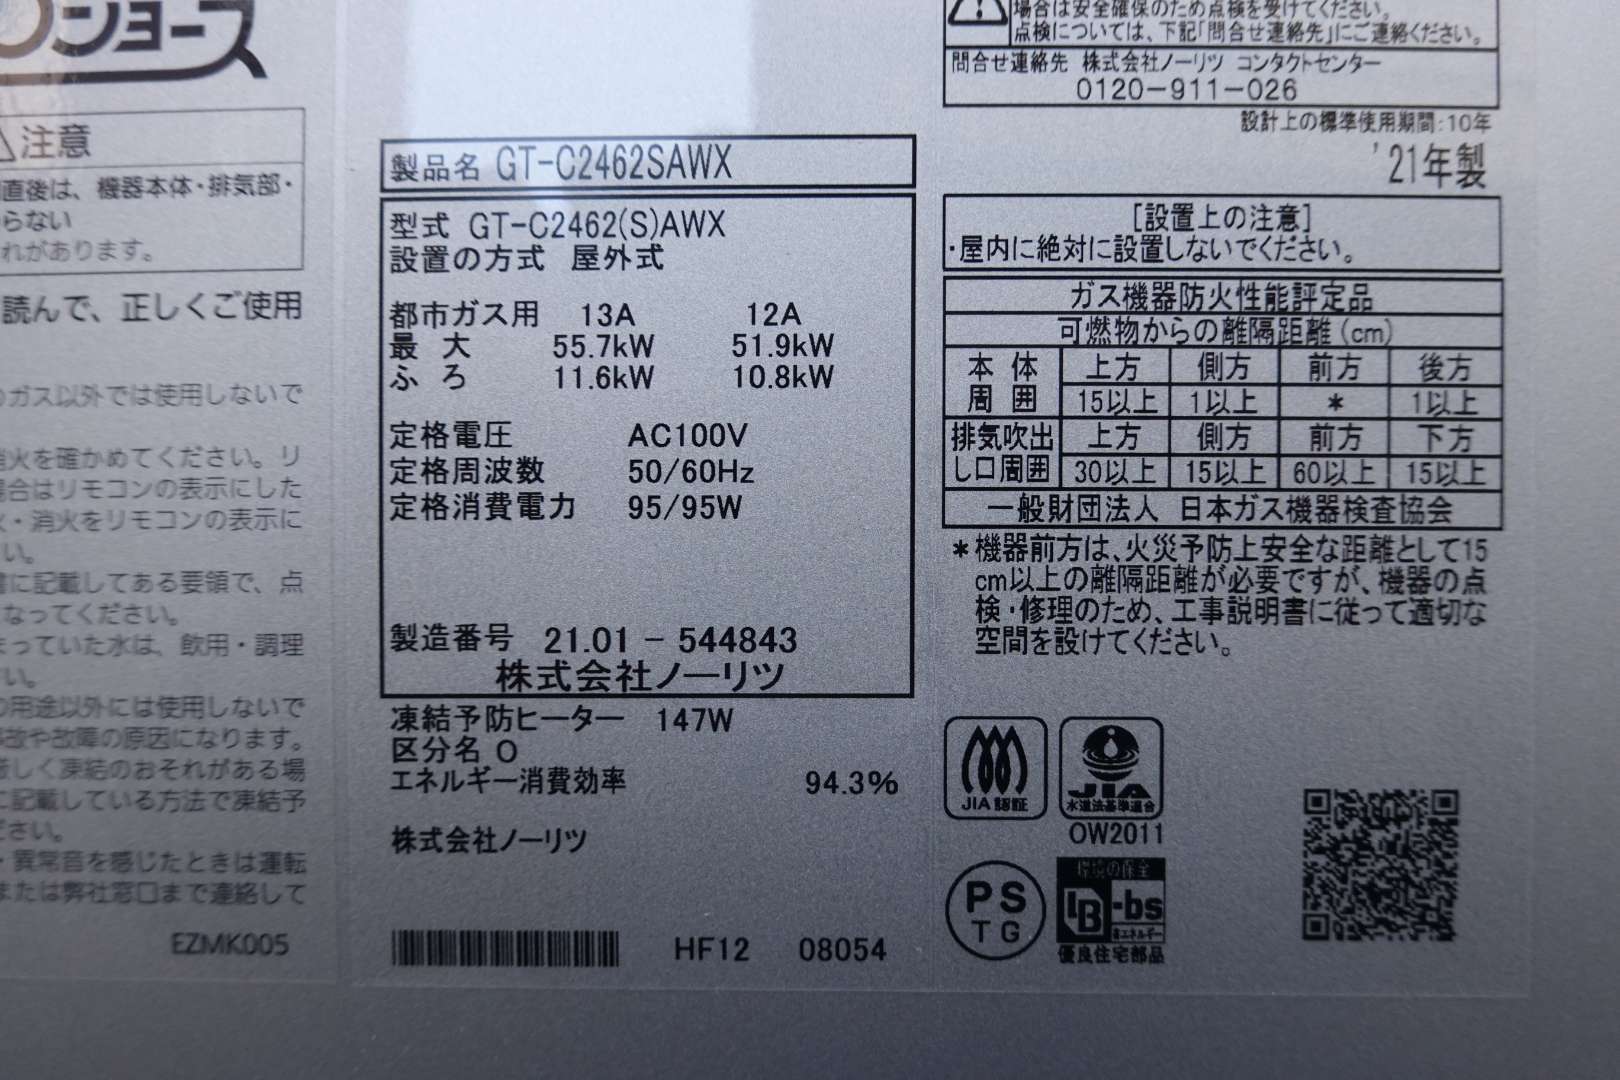 ンヨース
注意
直後は、機器本体・排気部・
らない
れがあります。
読んで、正しくご使用
ガス以外では使用しないで
火を確かめてください。リ
場合はリモコンの表示にした
・消火をリモコンの表示に
い。
に記載してある要領で、点
なってください。
まっていた水は、飲用・調理
い。
用途以外には使用しないで
事故や故障の原因になります。
厳しく凍結のおそれがある場
に記載している方法で凍結予
ださい。
・異常音を感じたときは運転
または弊社窓口まで連絡して
EZMK005
製品名 GT-C2462SAWX
型式 GT-C2462(S)AWX
設置の方式 屋外式
都市ガス用 13A 12A
最大 55.7kW 51.9kW
ふろ 11.6kW 10.8kW
定格電圧 AC100V
定格周波数 50/60Hz
定格消費電力 95/95W
製造番号 21.01 - 544843
株式会社ノーリツ
凍結予防ヒーター 147W
区分名 O
エネルギー消費効率 94.3%
株式会社ノーリツ
HF12 08054
場合は安全確保のため点検を受けてください。
点検については、下記「問合せ連絡先」にご連絡ください。
問合せ連絡先 株式会社ノーリツ コンタクトセンター
0120-911-026
設計上の標準使用期間:10年
'21年製
[設置上の注意]
・屋内に絶対に設置しないでください。
ガス機器防火性能評定品
可燃物からの離隔距離(cm)
本体周囲 上方 側方 前方 後方
15以上 1以上 * 1以上
排気吹出し口周囲 上方 側方 前方 下方
30以上 15以上 60以上 15以上
一般財団法人 日本ガス機器検査協会
*機器前方は、火災予防上安全な距離として15
cm以上の離隔距離が必要ですが、機器の点
検・修理のため、工事説明書に従って適切な
空間を設けてください。
JIA認証
JIA
水道法基準適合
OW2011
PS
TG
環境の保全
BL-bs
省エネルギー
優良住宅部品